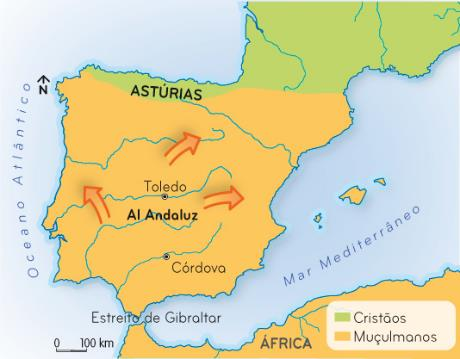 ASTÚRIAS
N
Oceano Atlântico
Toledo
Al Andaluz
Córdova
Mar Mediterrâneo
Estreito de Gibraltar
0 100 km
ÁFRICA
Cristãos
Muçulmanos